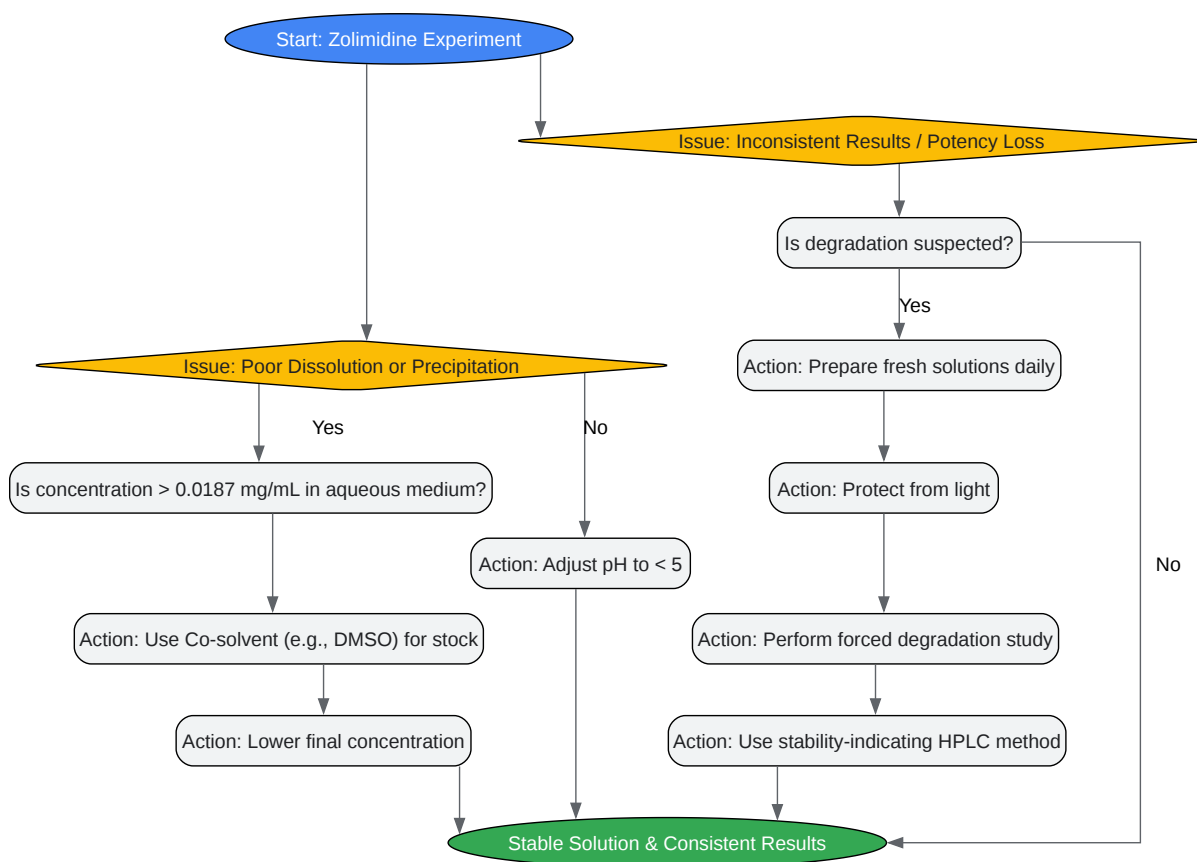 Start: Zolimidine Experiment
Issue: Inconsistent Results / Potency Loss
Is degradation suspected?
Yes
Action: Prepare fresh solutions daily
Issue: Poor Dissolution or Precipitation
Yes
No
Is concentration > 0.0187 mg/mL in aqueous medium?
Action: Protect from light
Action: Adjust pH to < 5
No
Action: Use Co-solvent (e.g., DMSO) for stock
Action: Perform forced degradation study
Action: Lower final concentration
Action: Use stability-indicating HPLC method
Stable Solution & Consistent Results